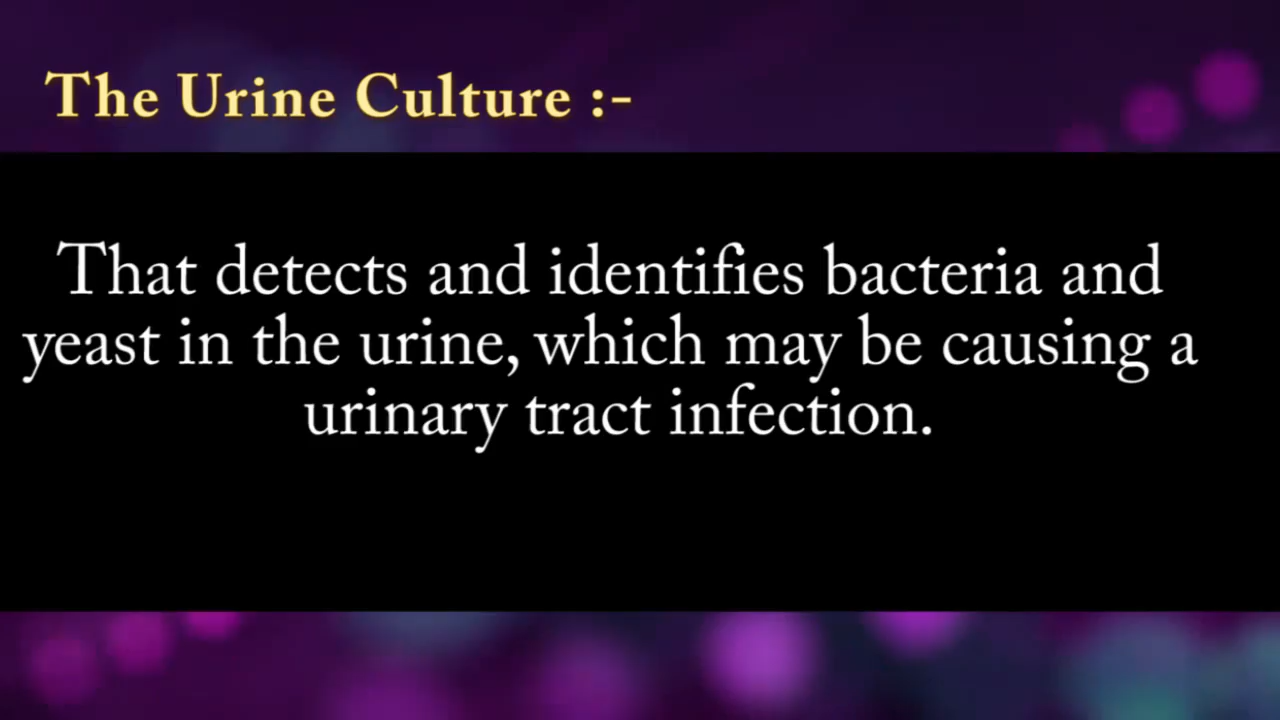 The Urine Culture :-
That detects and identifies bacteria and
yeast in the urine, which may be causing a
urinary tract infection.